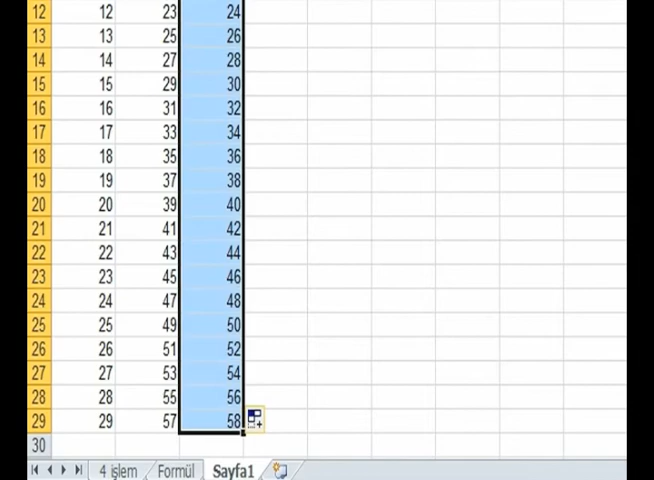 12 12 23 24
13 13 25 26
14 14 27 28
15 15 29 30
16 16 31 32
17 17 33 34
18 18 35 36
19 19 37 38
20 20 39 40
21 21 41 42
22 22 43 44
23 23 45 46
24 24 47 48
25 25 49 50
26 26 51 52
27 27 53 54
28 28 55 56
29 29 57 58
30
4 işlem Formül Sayfa1